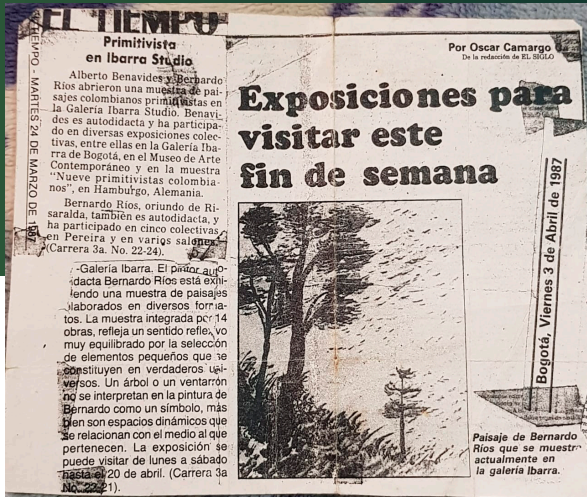 EL TIEMPO
TIEMPO - MARTES 24 DE MARZO DE 1987
Primitivista
en Ibarra Studio
Alberto Benavides y Bernardo
Ríos abrieron una muestra de pai-
sajes colombianos primitivistas en
la Galería Ibarra Studio. Benavi-
des es autodidacta y ha participa-
do en diversas exposiciones colec-
tivas, entre ellas en la Galería Iba-
rra de Bogotá, en el Museo de Arte
Contemporáneo y en la muestra
"Nueve primitivistas colombia-
nos", en Hamburgo, Alemania.
Bernardo Ríos, oriundo de Ri-
saralda, también es autodidacta, y
ha participado en cinco colectivas
en Pereira y en varios salones.
(Carrera 3a. No. 22-24).
-Galería Ibarra. El pintor auto-
didacta Bernardo Ríos está exhi-
biendo una muestra de paisajes
elaborados en diversos forma-
tos. La muestra integrada por 14
obras, refleja un sentido reflexivo
muy equilibrado por la selección
de elementos pequeños que se
constituyen en verdaderos uni-
versos. Un árbol o un ventarrón
no se interpretan en la pintura de
Bernardo como un símbolo, más
bien son espacios dinámicos que
se relacionan con el medio al que
pertenecen. La exposición se
puede visitar de lunes a sábado
hasta el 20 de abril. (Carrera 3a
No. 22-21).
Por Oscar Camargo
De la redacción de EL SIGLO
Exposiciones para
visitar este
fin de semana
Bogotá, Viernes 3 de Abril de 1987
Paisaje de Bernardo
Ríos que se muestra
actualmente en
la galería Ibarra.